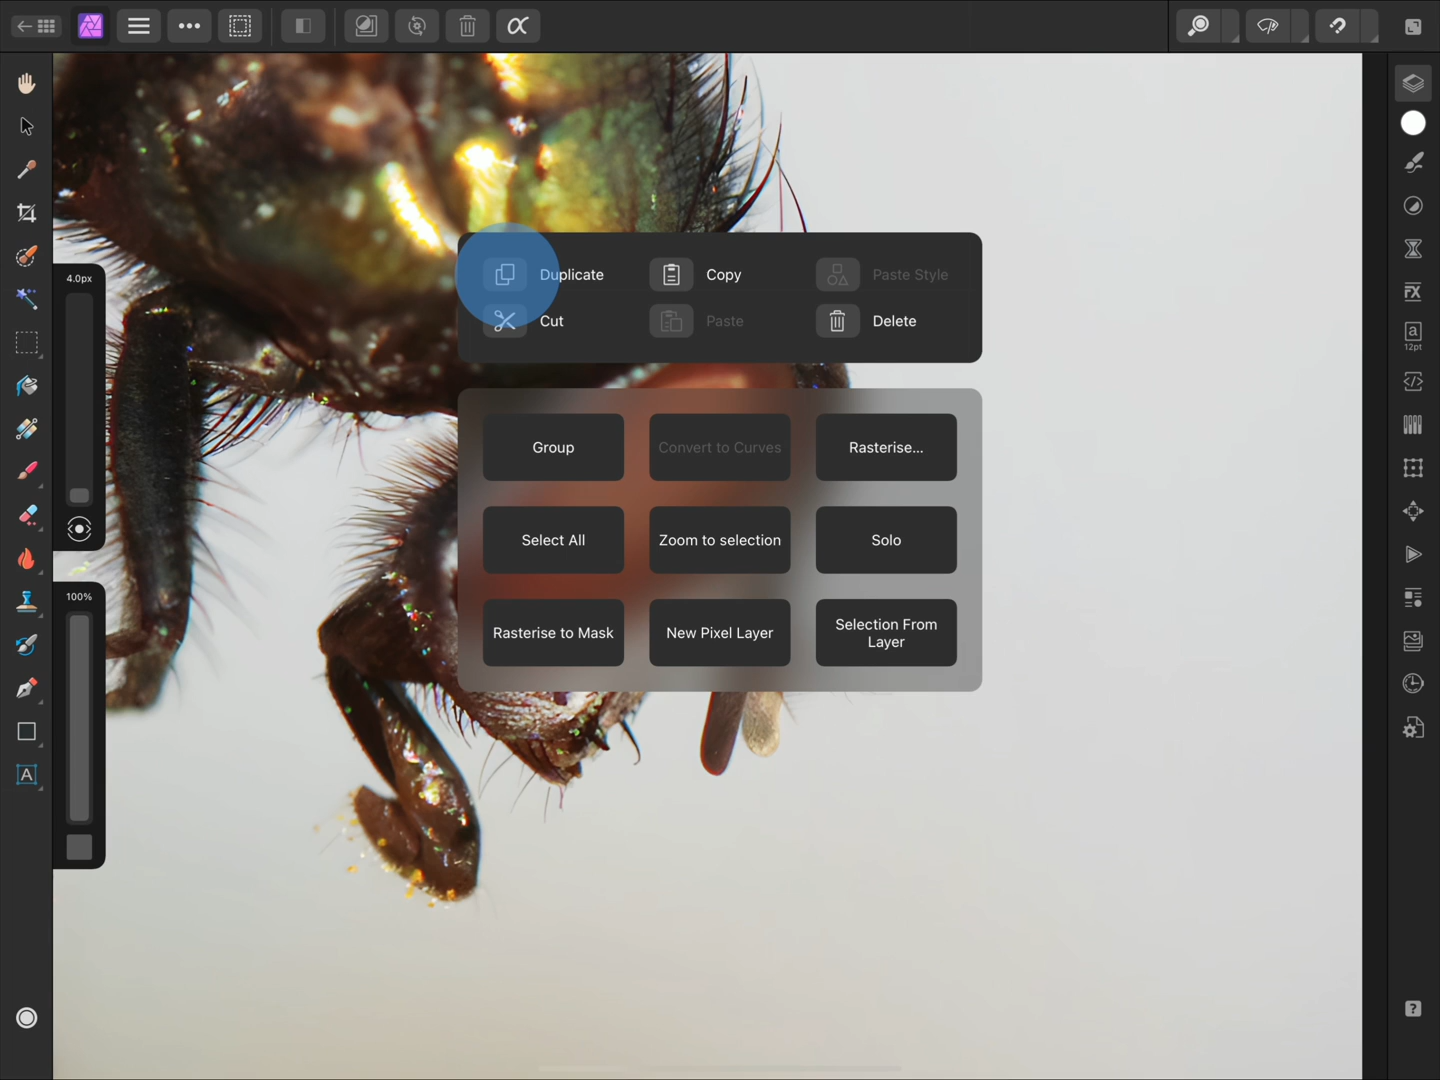 4.0px
Duplicate
Copy
Paste Style
Cut
Paste
Delete
12pt
Group
Convert to Curves
Rasterise...
Select All
Zoom to selection
Solo
100%
Rasterise to Mask
New Pixel Layer
Selection From
Layer